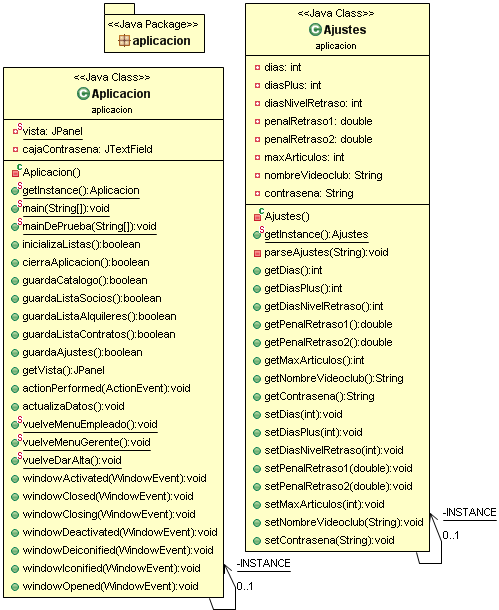 <<Java Package>>
aplicacion
<<Java Class>>
Aplicacion
aplicacion
vista: JPanel
cajaContrasena: JTextField
Aplicacion()
getInstance():Aplicacion
main(String[]):void
mainDePrueba(String[]):void
inicializaListas():boolean
cierraAplicacion():boolean
guardaCatalogo():boolean
guardaListaSocios():boolean
guardaListaAlquileres():boolean
guardaListaContratos():boolean
guardaAjustes():boolean
getVista():JPanel
actionPerformed(ActionEvent):void
actualizaDatos():void
vuelveMenuEmpleado():void
vuelveMenuGerente():void
vuelveDarAlta():void
windowActivated(WindowEvent):void
windowClosed(WindowEvent):void
windowClosing(WindowEvent):void
windowDeactivated(WindowEvent):void
windowDeiconified(WindowEvent):void
windowIconified(WindowEvent):void
windowOpened(WindowEvent):void
-INSTANCE
0..1
<<Java Class>>
Ajustes
aplicacion
dias: int
diasPlus: int
diasNivelRetraso: int
penalRetraso1: double
penalRetraso2: double
maxArticulos: int
nombreVideoclub: String
contrasena: String
Ajustes()
getInstance():Ajustes
parseAjustes(String):void
getDias():int
getDiasPlus():int
getDiasNivelRetraso():int
getPenalRetraso1():double
getPenalRetraso2():double
getMaxArticulos():int
getNombreVideoclub():String
getContrasena():String
setDias(int):void
setDiasPlus(int):void
setDiasNivelRetraso(int):void
setPenalRetraso1(double):void
setPenalRetraso2(double):void
setMaxArticulos(int):void
setNombreVideoclub(String):void
setContrasena(String):void
-INSTANCE
0..1